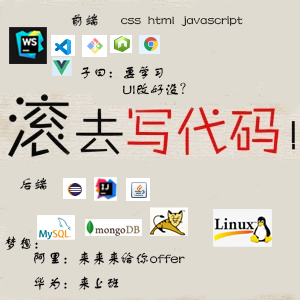 前端 css html javascript
WS
子曰：要学习
UI改好没？
滚去写代码！
后端
IJ
MySQL mongoDB Linux
梦想：
阿里：来来来给你offer
华为：来上班